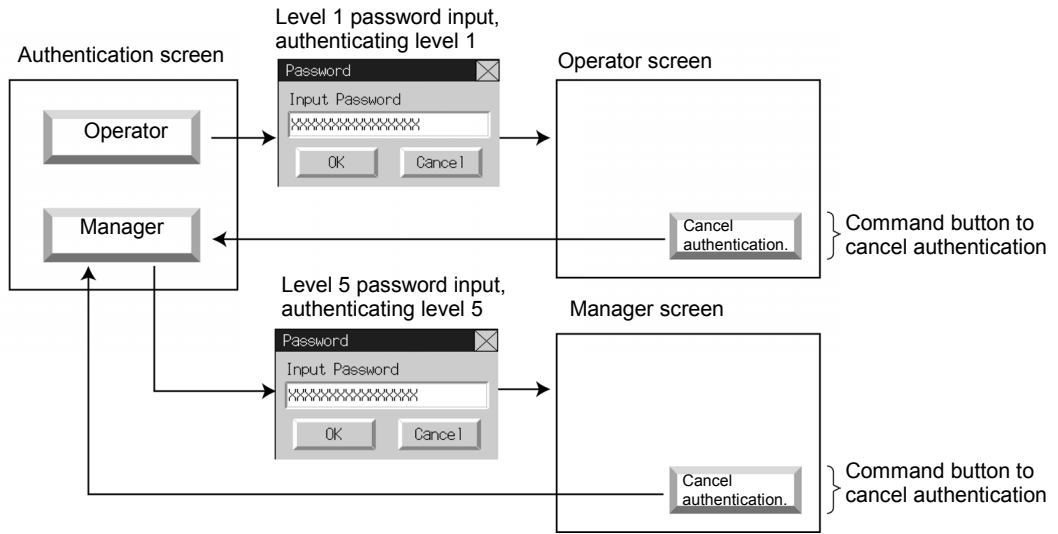 Level 1 password input,
authenticating level 1
Authentication screen
Operator screen
Password
Input Password
XXXXXXXXXXXXXXX
OK
Cancel
Operator
Manager
Cancel
authentication.
Command button to
cancel authentication
Level 5 password input,
authenticating level 5
Manager screen
Password
Input Password
XXXXXXXXXXXXXXX
OK
Cancel
Cancel
authentication.
Command button to
cancel authentication